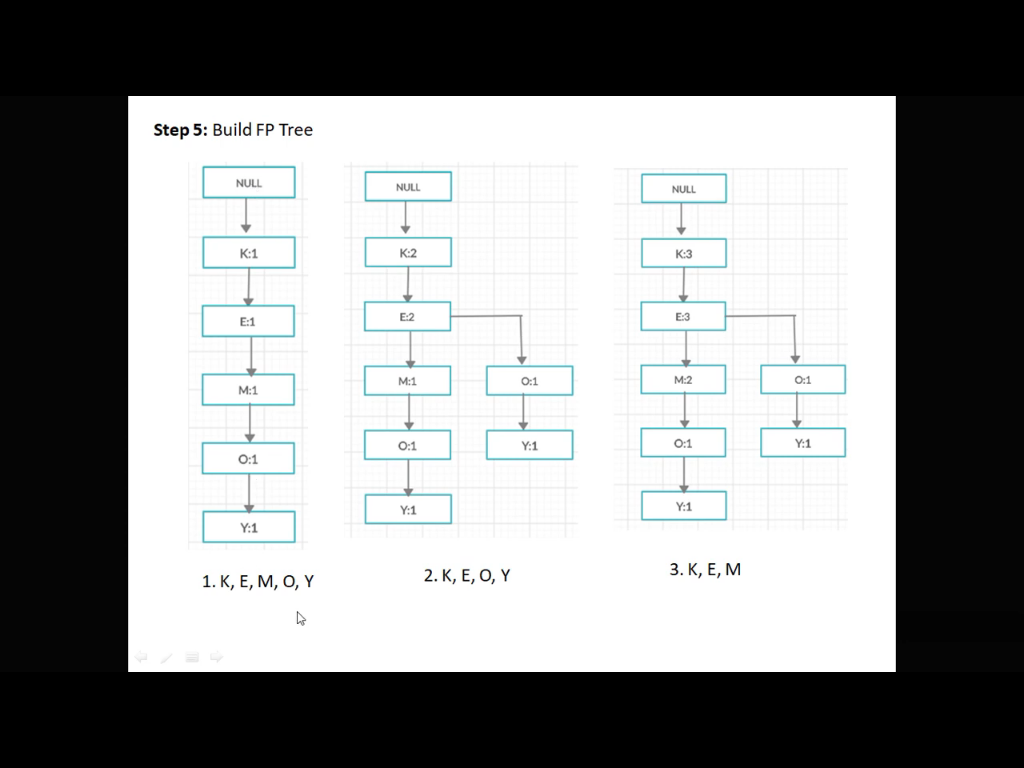 Step 5: Build FP Tree
NULL
K:1
E:1
M:1
O:1
Y:1
1. K, E, M, O, Y
NULL
K:2
E:2
M:1
O:1
O:1
Y:1
Y:1
2. K, E, O, Y
NULL
K:3
E:3
M:2
O:1
O:1
Y:1
Y:1
3. K, E, M